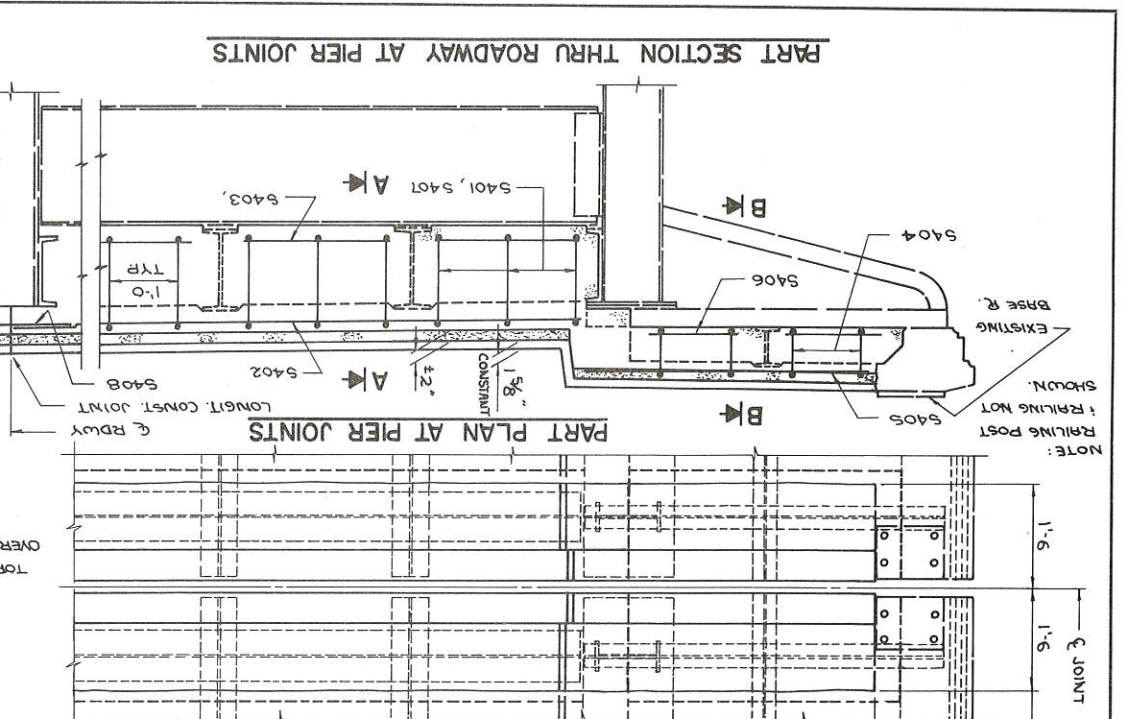 ℄ JOINT
1'-6
1'-6
TOP
OVER
NOTE:
RAILING POST
& RAILING NOT
SHOWN.
EXISTING
BASE ℞.
PART PLAN AT PIER JOINTS
℄ RDWY
LONGIT. CONST. JOINT
S408
B
S405
1 5/8"
CONSTANT
±2"
A
S402
S406
S404
1'-0
TYP
B
S401, S407
A
S403,
PART SECTION THRU ROADWAY AT PIER JOINTS